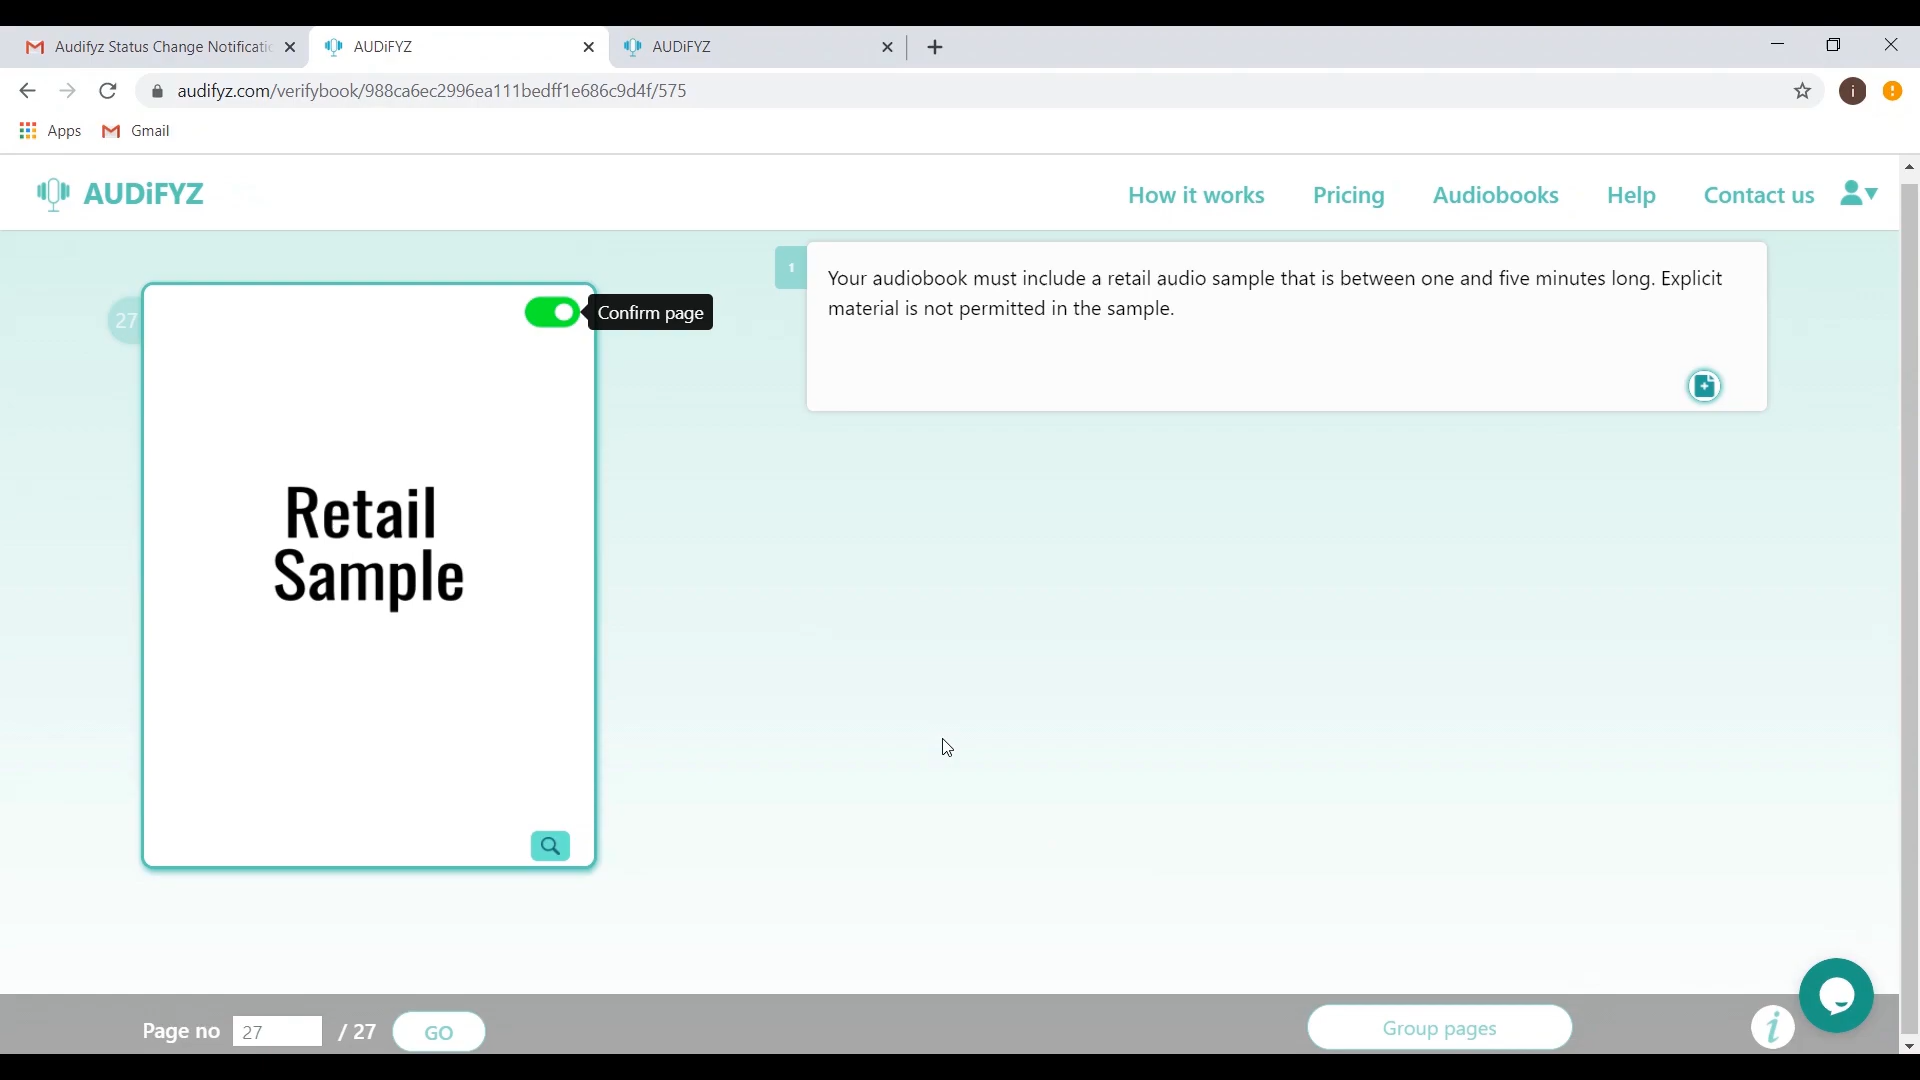 Audifyz Status Change Notificatic
AUDiFYZ
AUDiFYZ
audifyz.com/verifybook/988ca6ec2996ea111bedff1e686c9d4f/575
i
Apps
Gmail
AUDiFYZ
How it works
Pricing
Audiobooks
Help
Contact us
27
Confirm page
Retail
Sample
1
Your audiobook must include a retail audio sample that is between one and five minutes long. Explicit
material is not permitted in the sample.
Page no 27 / 27 GO
Group pages
i